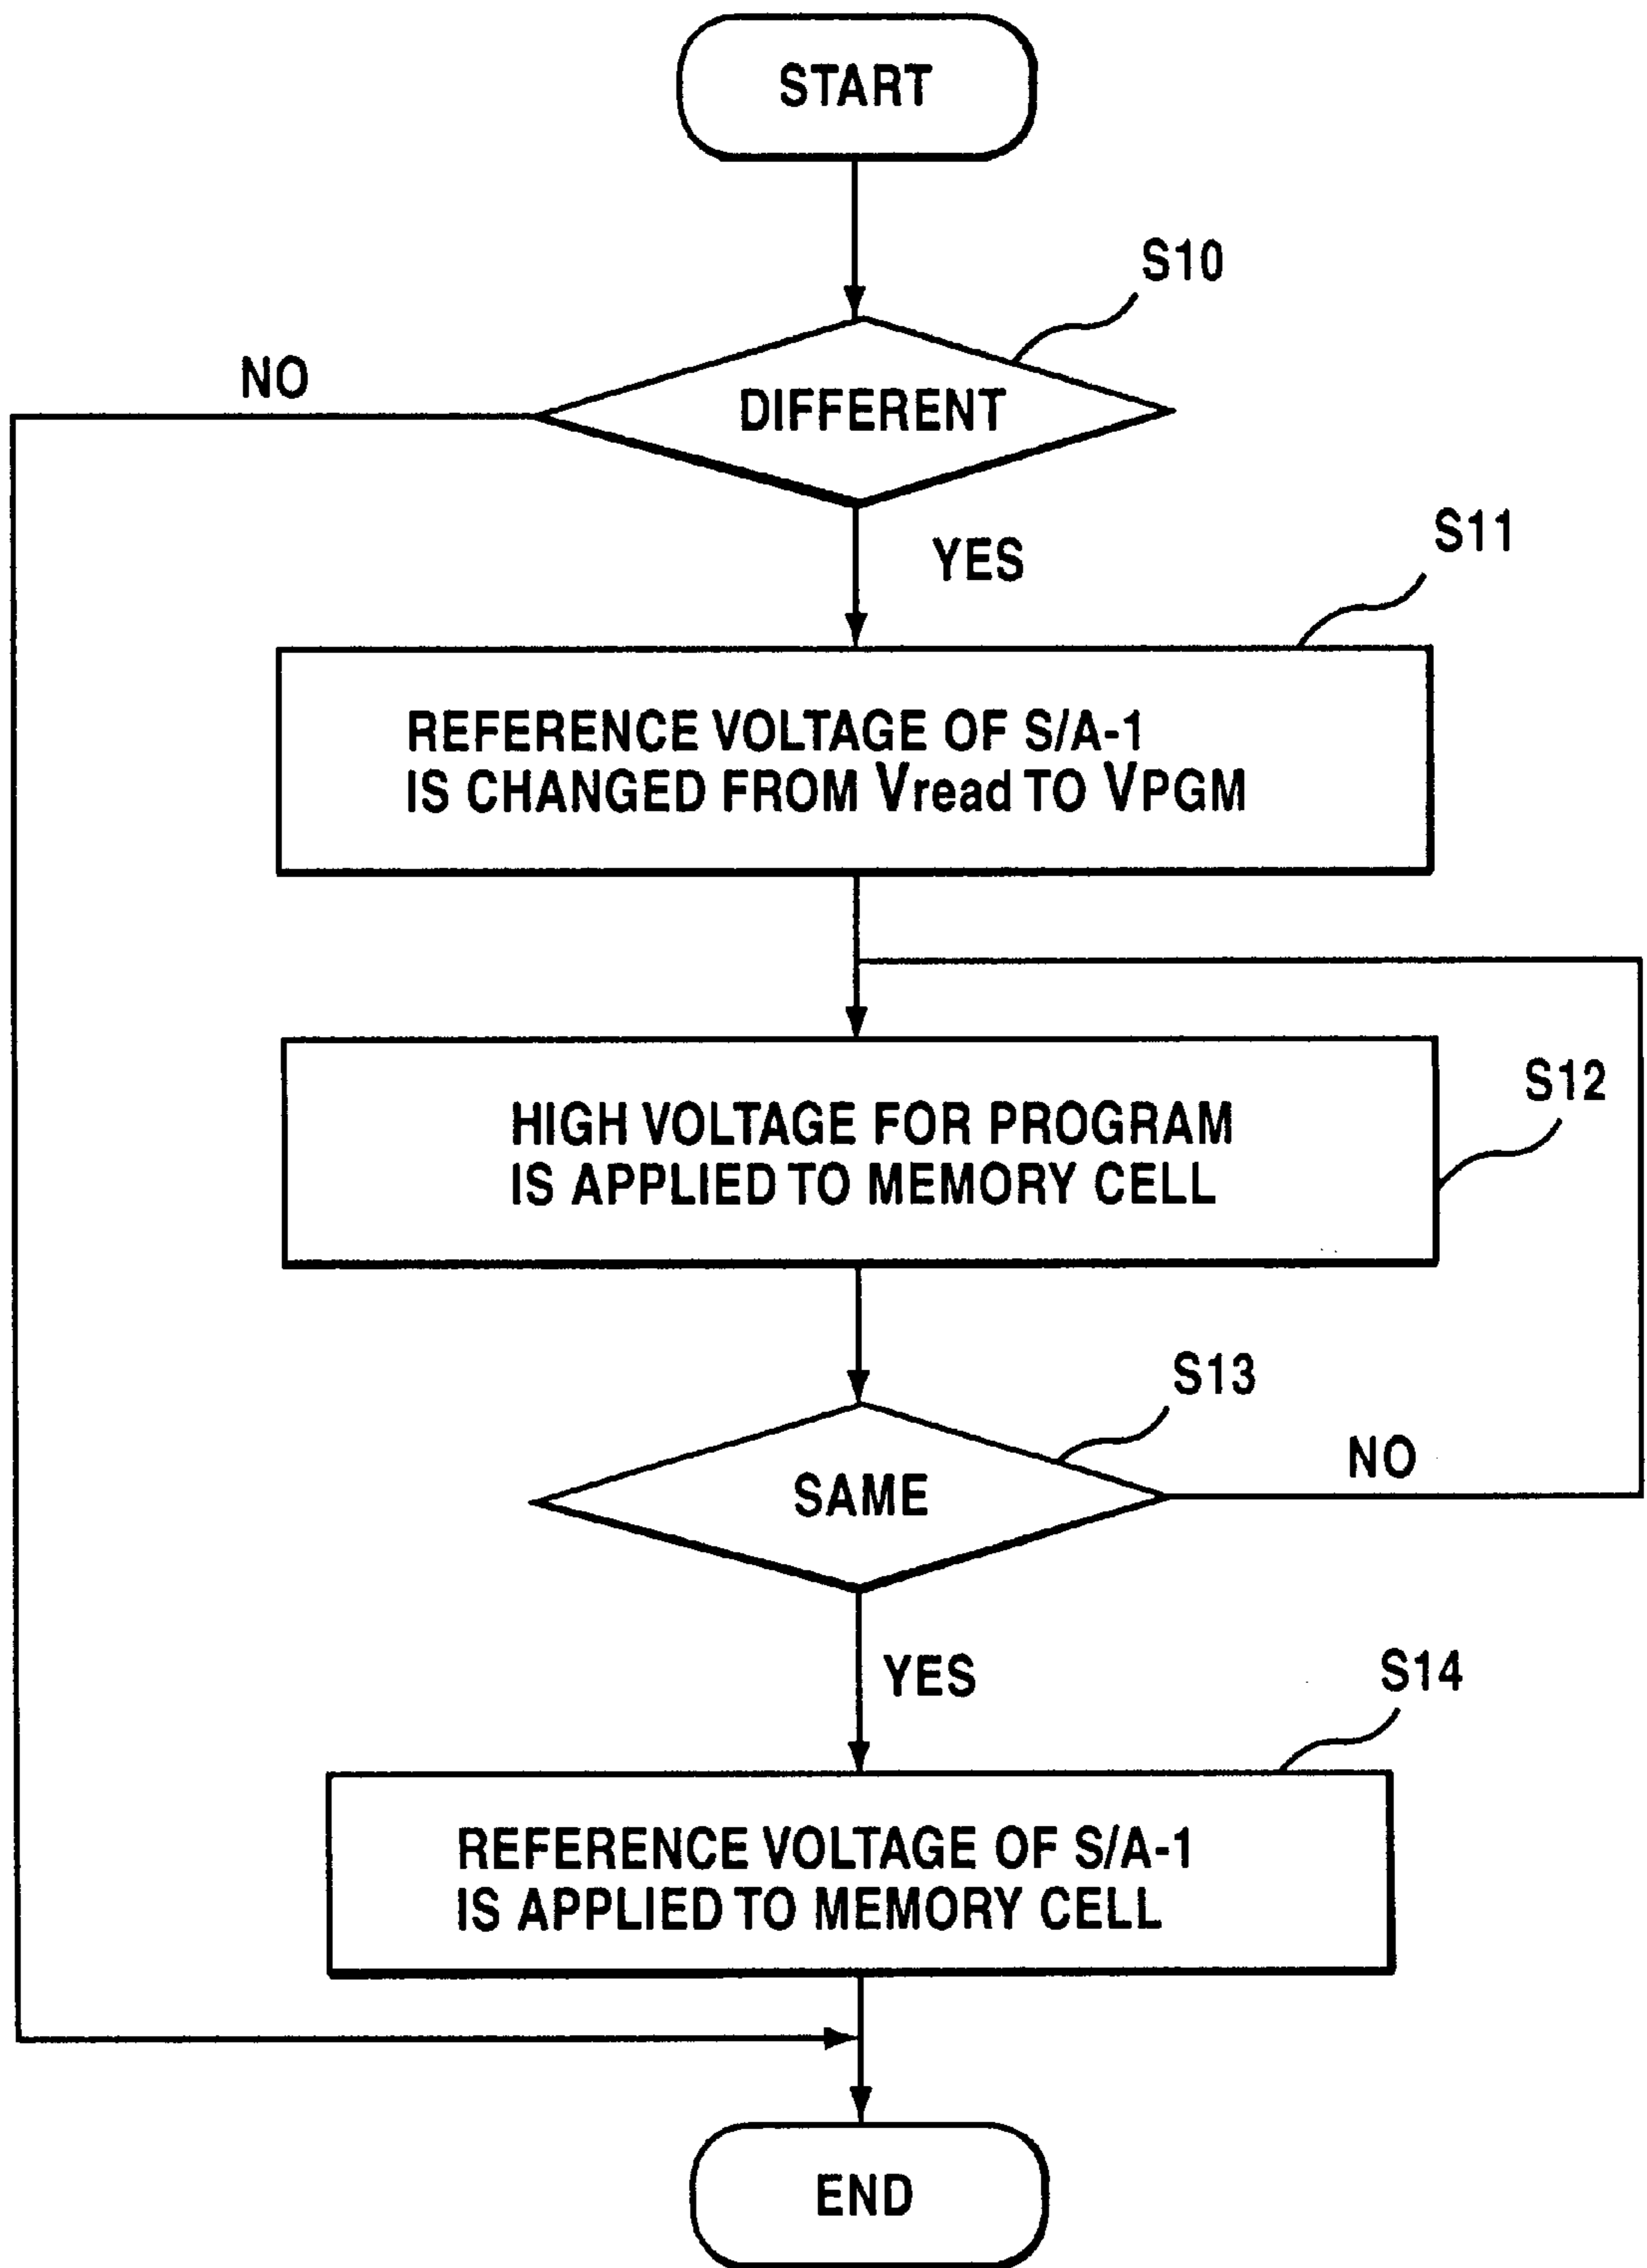 START
S10
NO
DIFFERENT
YES
S11
REFERENCE VOLTAGE OF S/A-1
IS CHANGED FROM Vread TO VPGM
HIGH VOLTAGE FOR PROGRAM
IS APPLIED TO MEMORY CELL
S12
S13
SAME
NO
YES
S14
REFERENCE VOLTAGE OF S/A-1
IS APPLIED TO MEMORY CELL
END